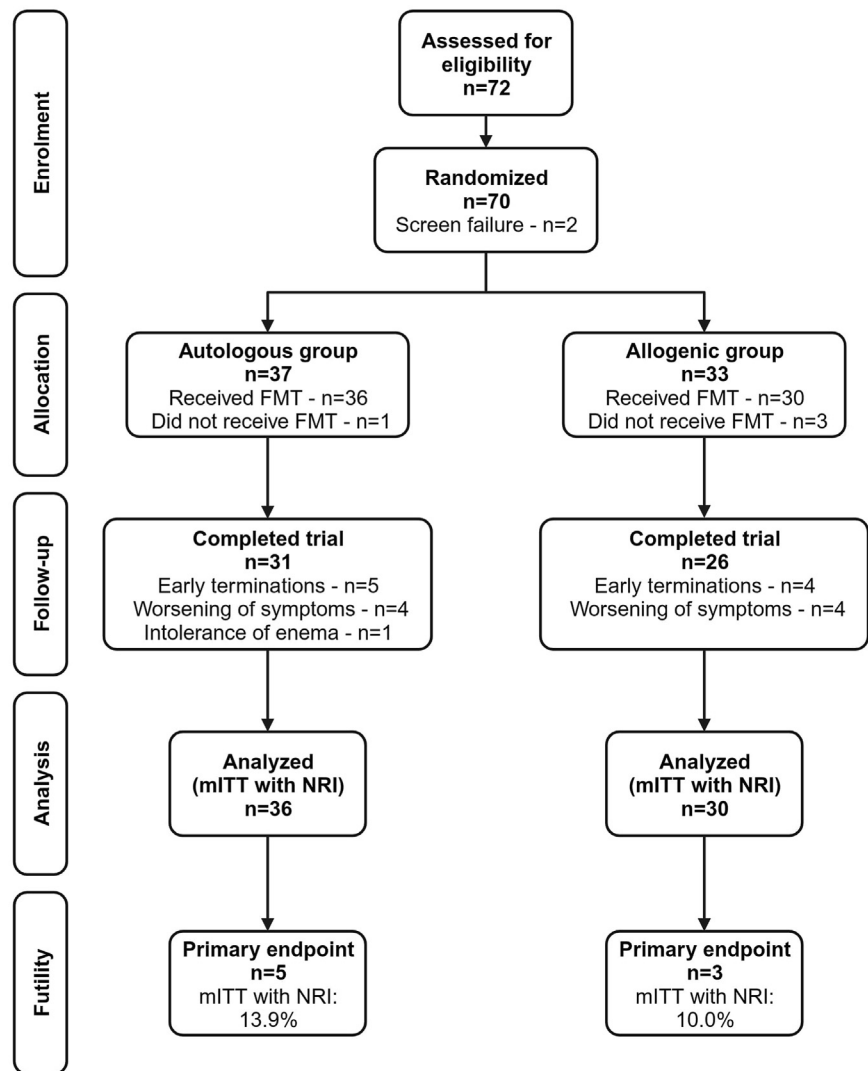 Enrolment
Assessed for
eligibility
n=72
Randomized
n=70
Screen failure - n=2
Allocation
Autologous group
n=37
Received FMT - n=36
Did not receive FMT - n=1
Allogenic group
n=33
Received FMT - n=30
Did not receive FMT - n=3
Follow-up
Completed trial
n=31
Early terminations - n=5
Worsening of symptoms - n=4
Intolerance of enema - n=1
Completed trial
n=26
Early terminations - n=4
Worsening of symptoms - n=4
Analysis
Analyzed
(mITT with NRI)
n=36
Analyzed
(mITT with NRI)
n=30
Futility
Primary endpoint
n=5
mITT with NRI:
13.9%
Primary endpoint
n=3
mITT with NRI:
10.0%